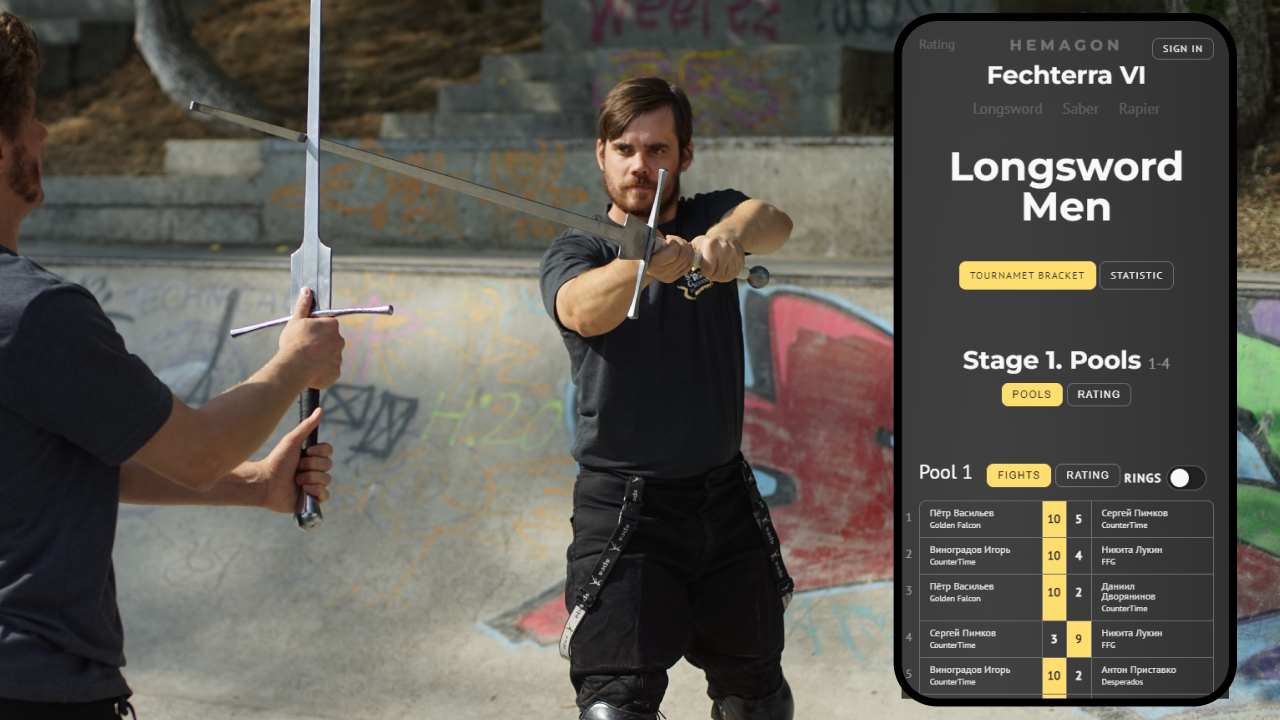 Rating
HEMAGON
SIGN IN
Fechterra VI
Longsword Saber Rapier
Longsword
Men
TOURNAMET BRACKET
STATISTIC
Stage 1. Pools 1-4
POOLS
RATING
Pool 1
FIGHTS
RATING
RINGS
1 Пётр Васильев 10 5 Сергей Пимков
Golden Falcon CounterTime
2 Виноградов Игорь 10 4 Никита Лукин
CounterTime FFG
3 Пётр Васильев 10 2 Даниил
Дворянинов
Golden Falcon CounterTime
4 Сергей Пимков 3 9 Никита Лукин
CounterTime FFG
5 Виноградов Игорь 10 2 Антон Приставко
CounterTime Desperados
H2O